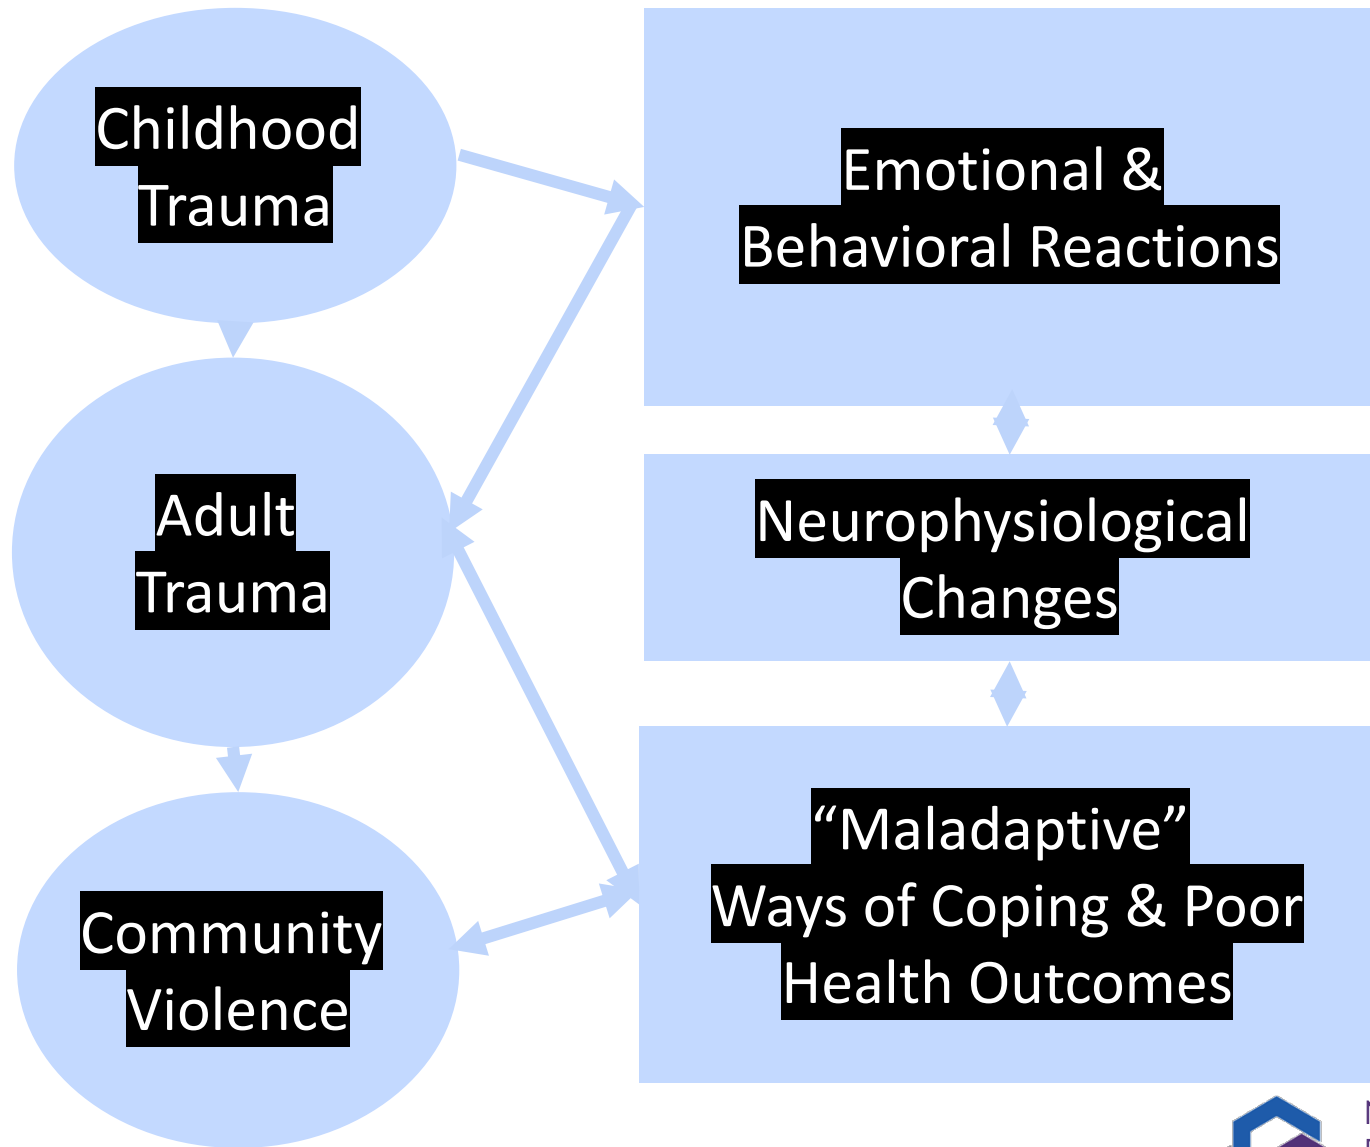 Childhood
Trauma
Emotional &
Behavioral Reactions
Adult
Trauma
Neurophysiological
Changes
Community
Violence
“Maladaptive”
Ways of Coping & Poor
Health Outcomes